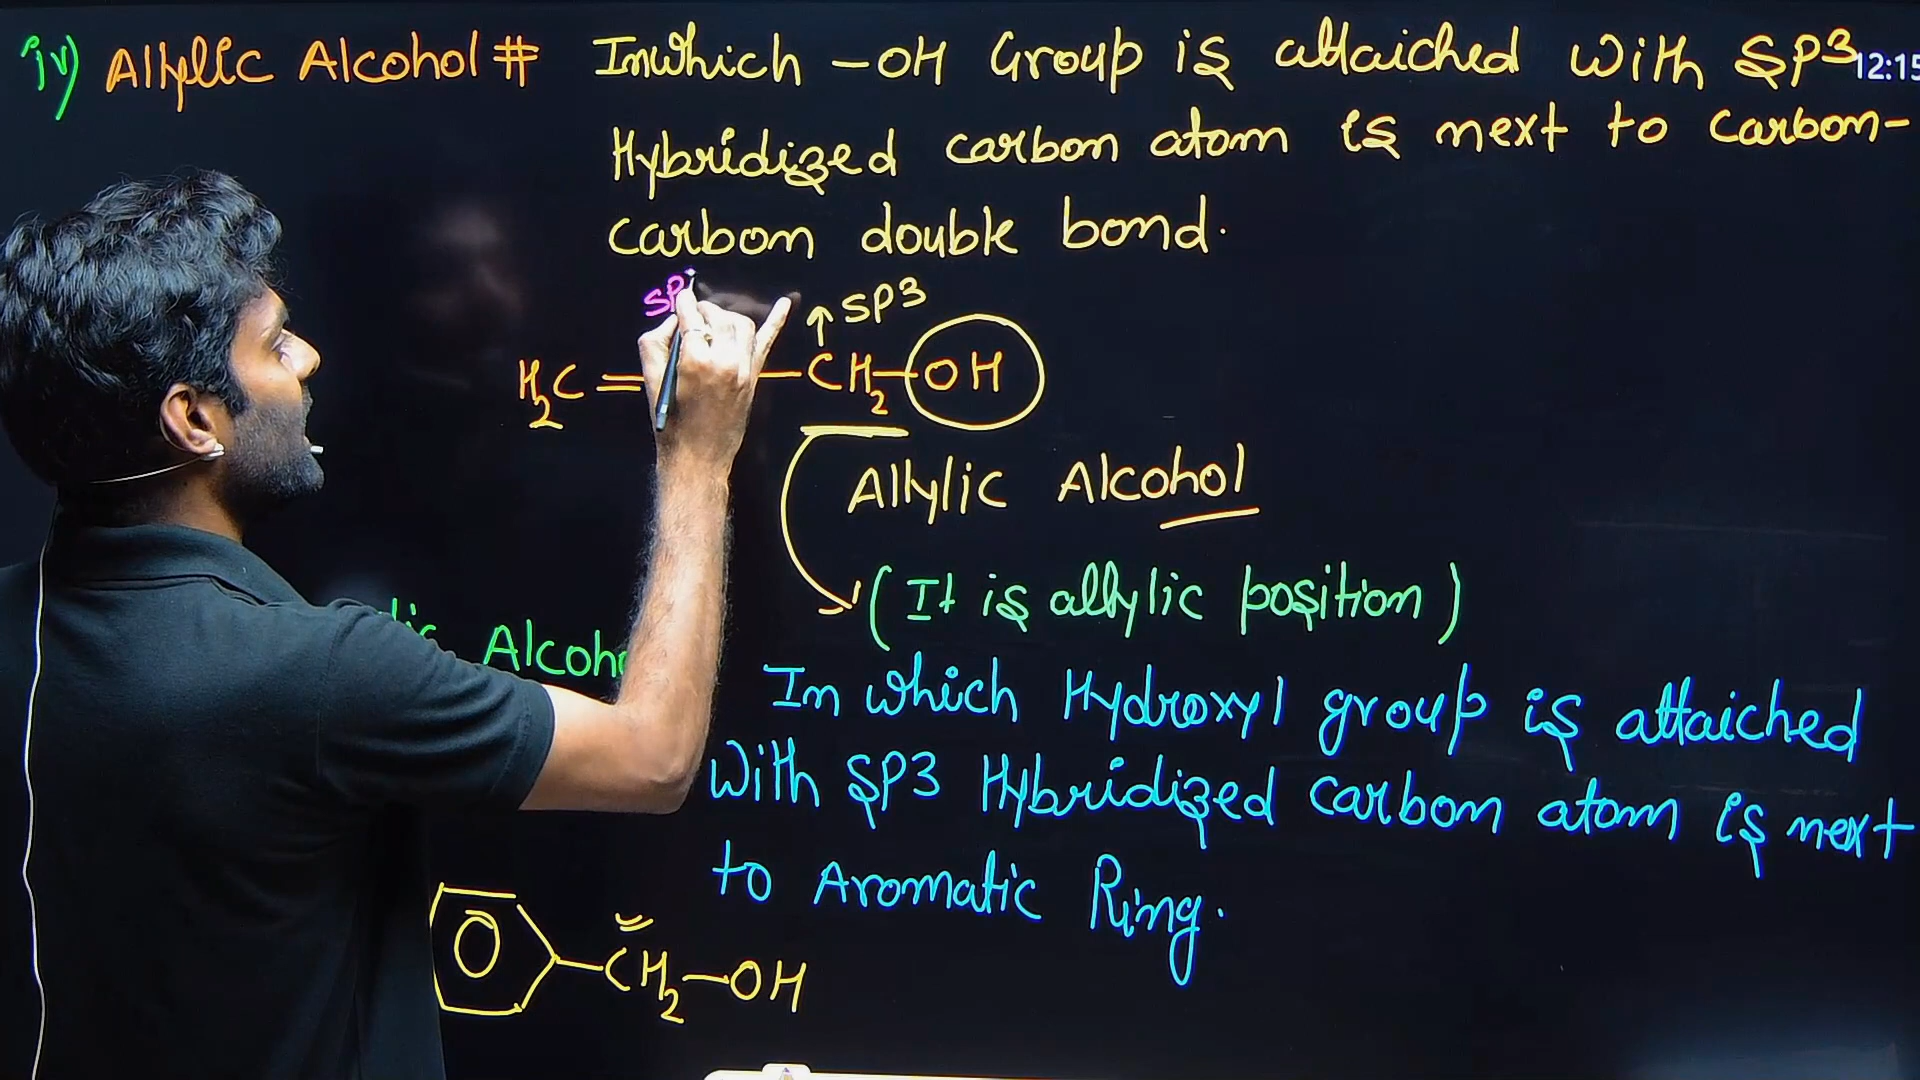 iv) Allylic Alcohol # Inwhich -OH Group is attaiched With SP3
12:15
Hybridized carbon atom is next to carbon-
carbon double bond.
SP3
H2C = - CH2 - OH
Allylic Alcohol
(It is allylic position)
In which Hydroxyl group is attaiched
With SP3 Hybridized carbon atom is next
to Aromatic Ring.
CH2-OH